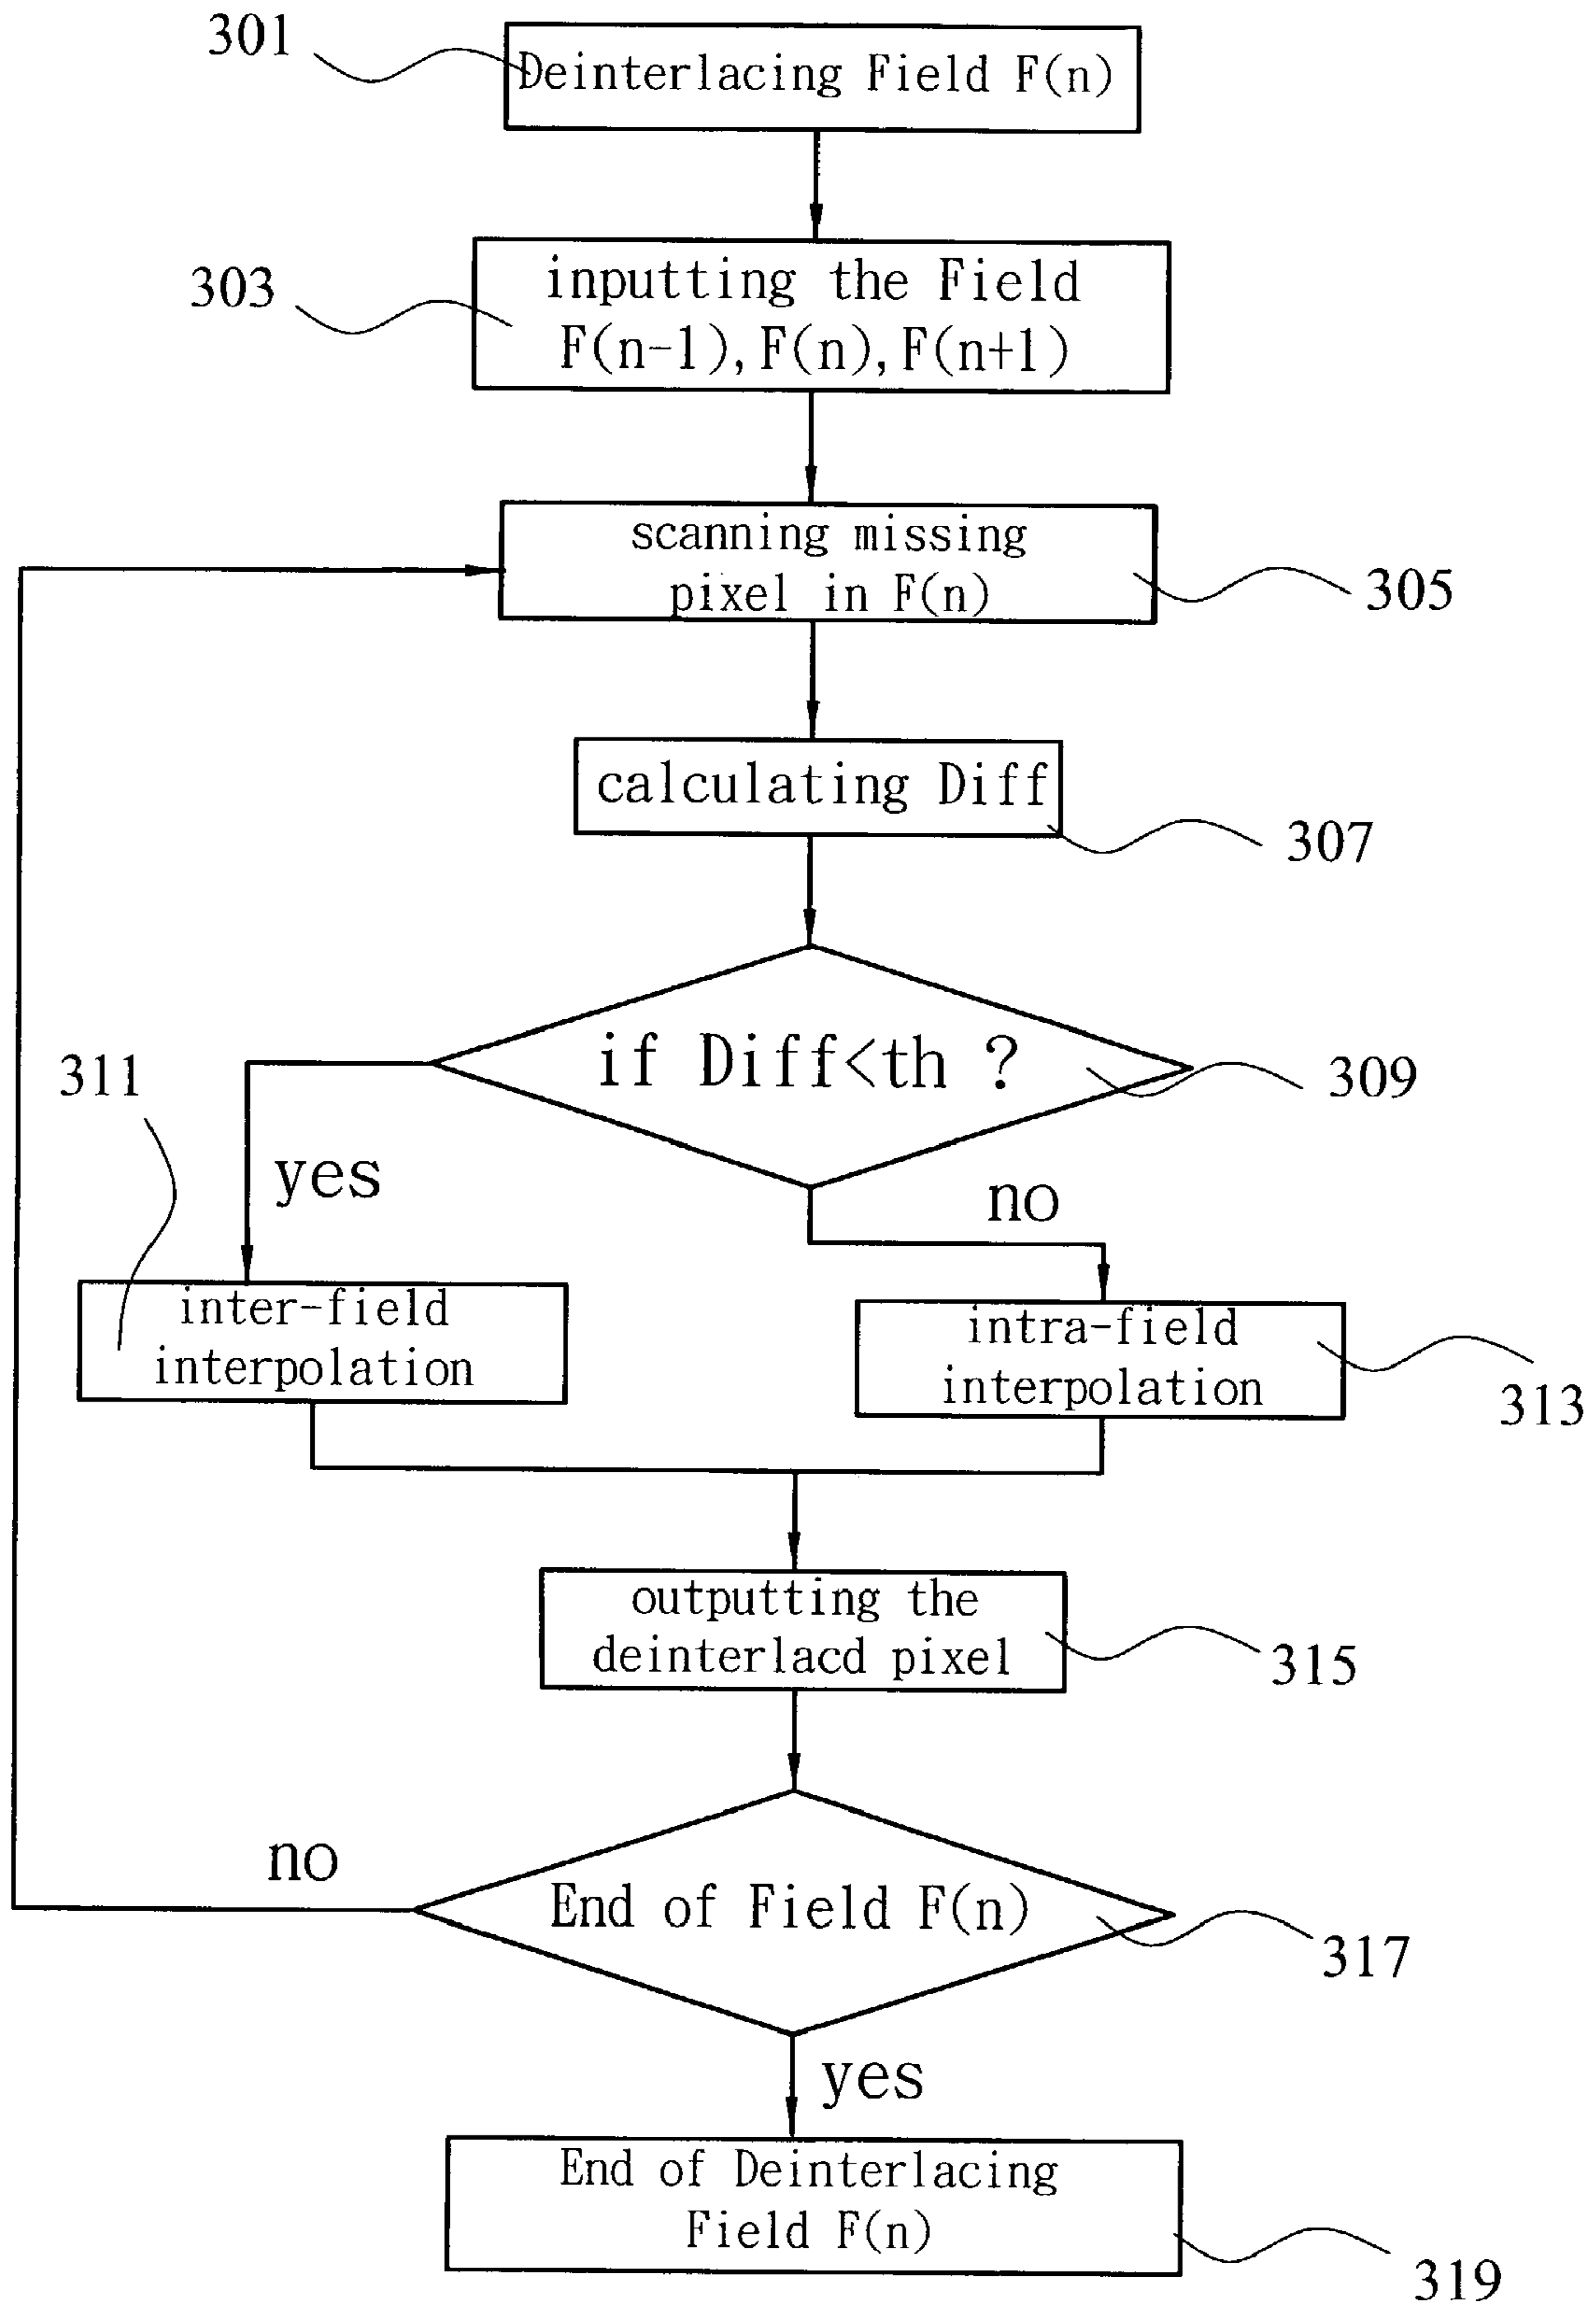 301
Deinterlacing Field F(n)
303
inputting the Field
F(n-1), F(n), F(n+1)
scanning missing
pixel in F(n)
305
calculating Diff
307
if Diff<th ?
309
311
yes
no
inter-field
interpolation
intra-field
interpolation
313
outputting the
deinterlacd pixel
315
no
End of Field F(n)
317
yes
End of Deinterlacing
Field F(n)
319